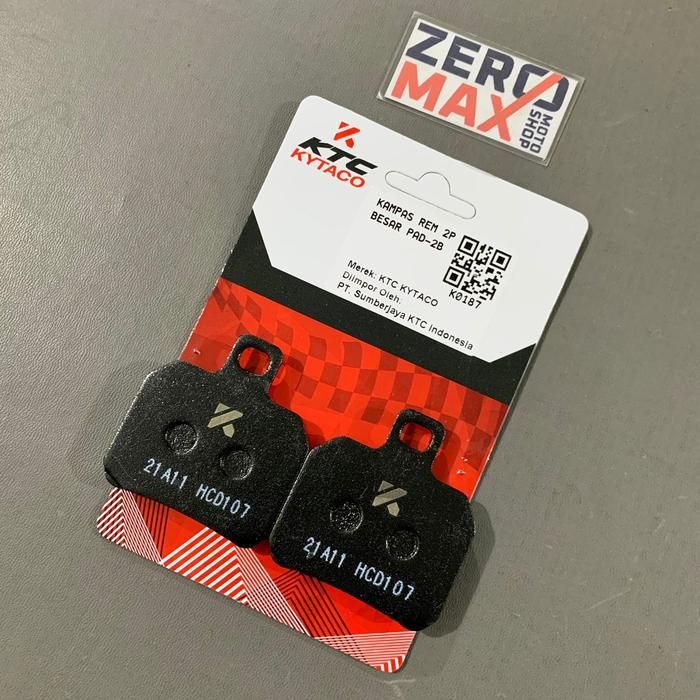 ZERO
MAX
MOTO
SHOP
KTC
KYTACO
KAMPAS REM 2P
BESAR PAD-2B
K0187
Merek: KTC KYTACO
Diimpor Oleh:
PT. Sumberjaya KTC Indonesia
21A11 HCD107
21A11 HCD107